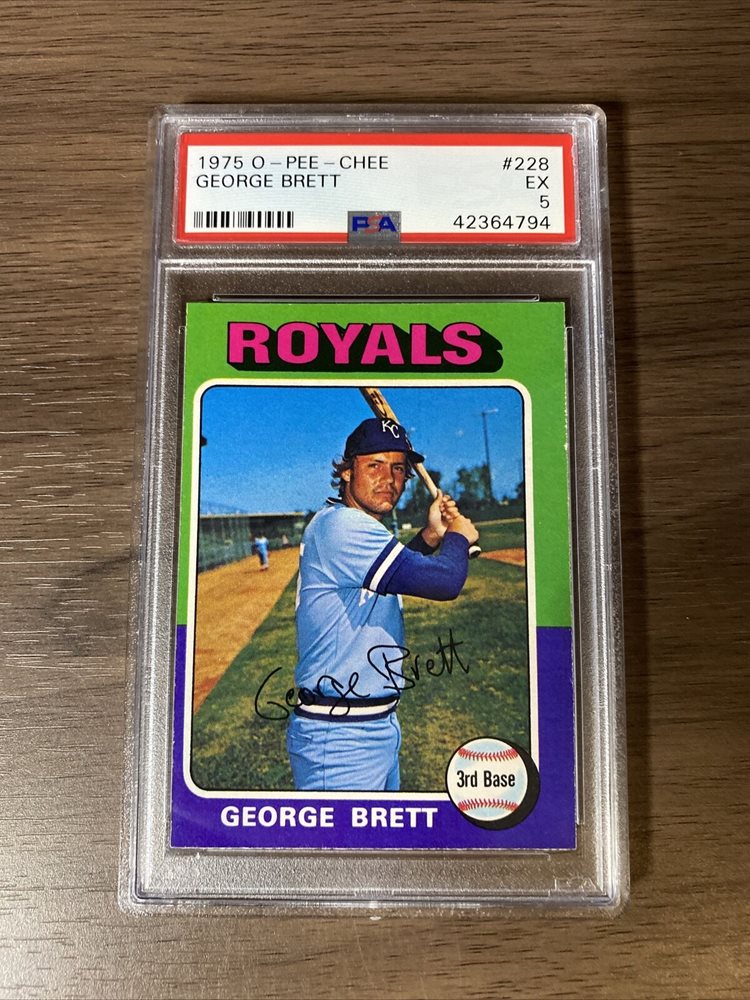 1975 O-PEE-CHEE #228
GEORGE BRETT EX
5
PSA 42364794
ROYALS
KC
George Brett
3rd Base
GEORGE BRETT